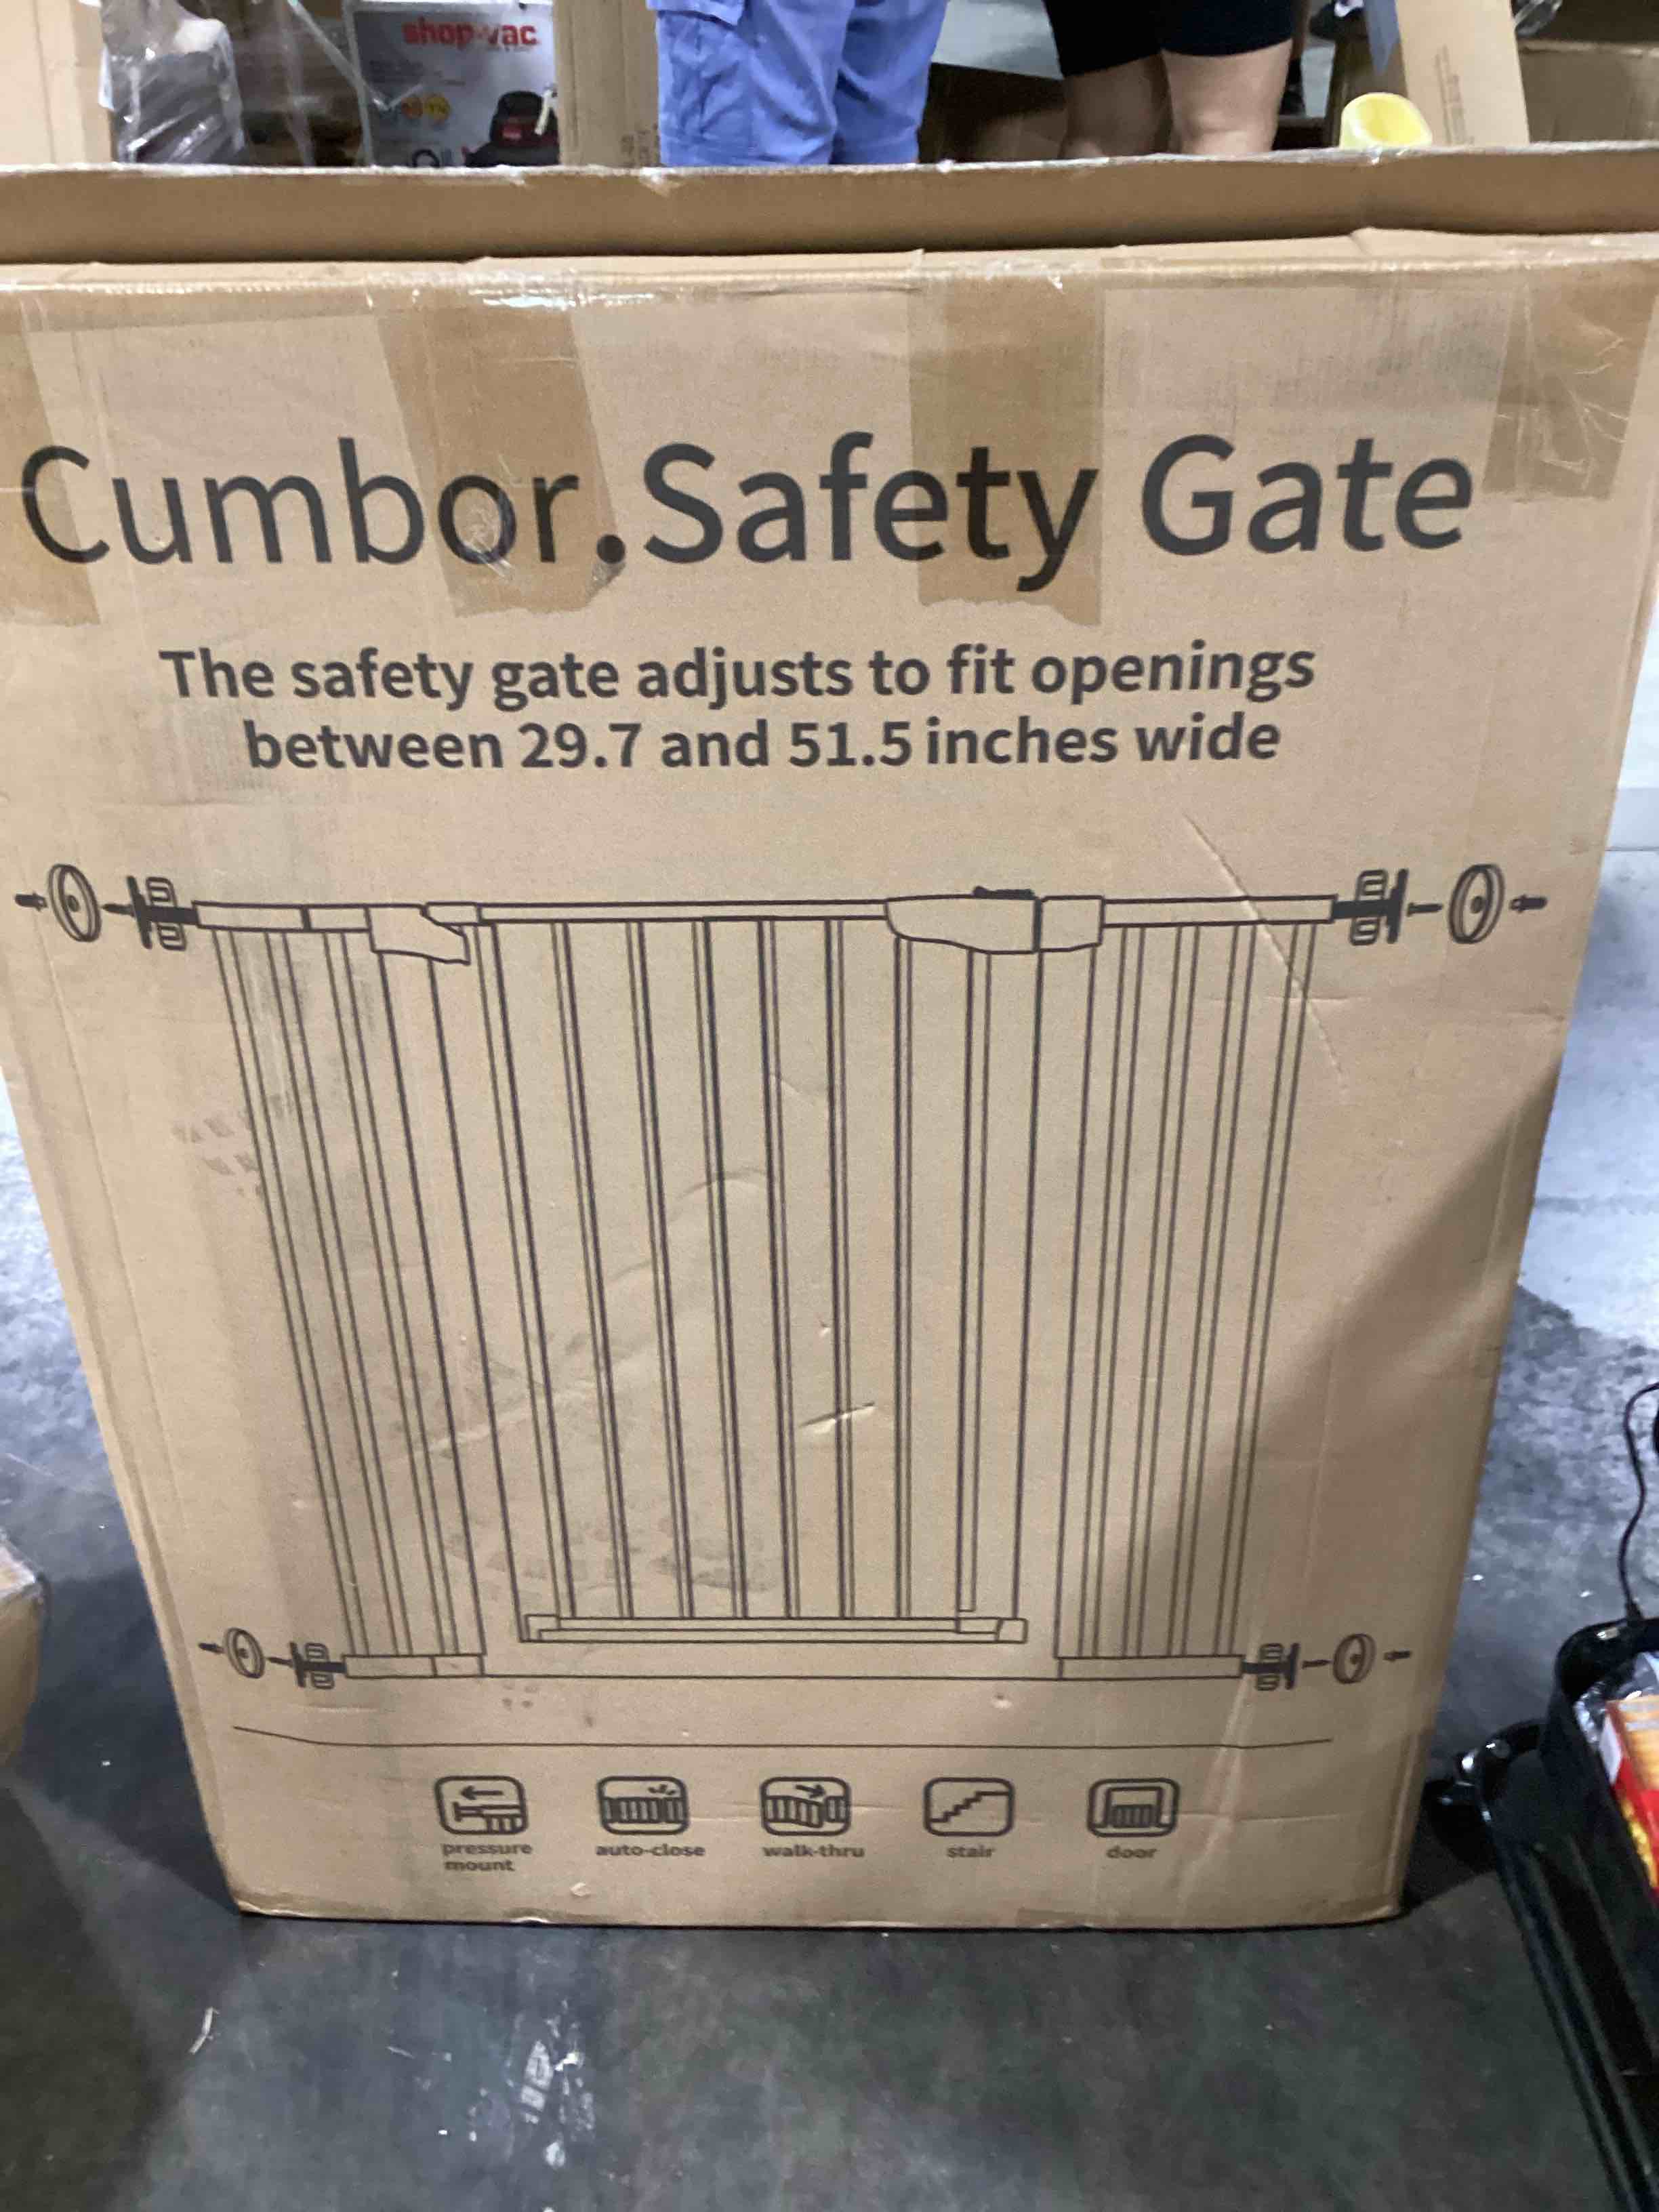 shop-vac
Cumbor.Safety Gate
The safety gate adjusts to fit openings
between 29.7 and 51.5 inches wide
pressure
mount
auto-close
walk-thru
stair
door